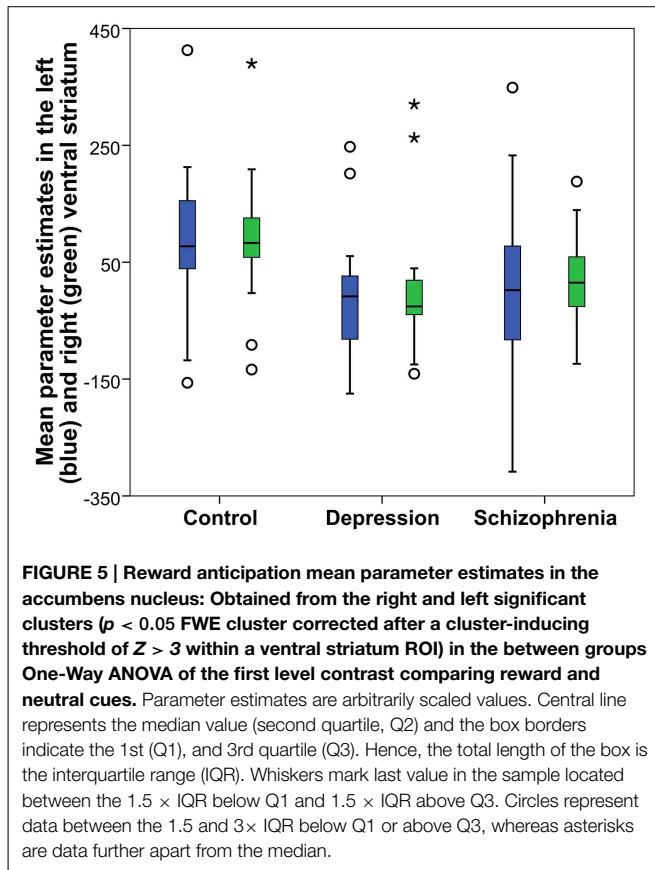 Mean parameter estimates in the left
(blue) and right (green) ventral striatum
450
250
50
-150
-350
Control Depression Schizophrenia
FIGURE 5 | Reward anticipation mean parameter estimates in the
accumbens nucleus: Obtained from the right and left significant
clusters (p < 0.05 FWE cluster corrected after a cluster-inducing
threshold of Z > 3 within a ventral striatum ROI) in the between groups
One-Way ANOVA of the first level contrast comparing reward and
neutral cues. Parameter estimates are arbitrarily scaled values. Central line
represents the median value (second quartile, Q2) and the box borders
indicate the 1st (Q1), and 3rd quartile (Q3). Hence, the total length of the box is
the interquartile range (IQR). Whiskers mark last value in the sample located
between the 1.5 × IQR below Q1 and 1.5 × IQR above Q3. Circles represent
data between the 1.5 and 3× IQR below Q1 or above Q3, whereas asterisks
are data further apart from the median.